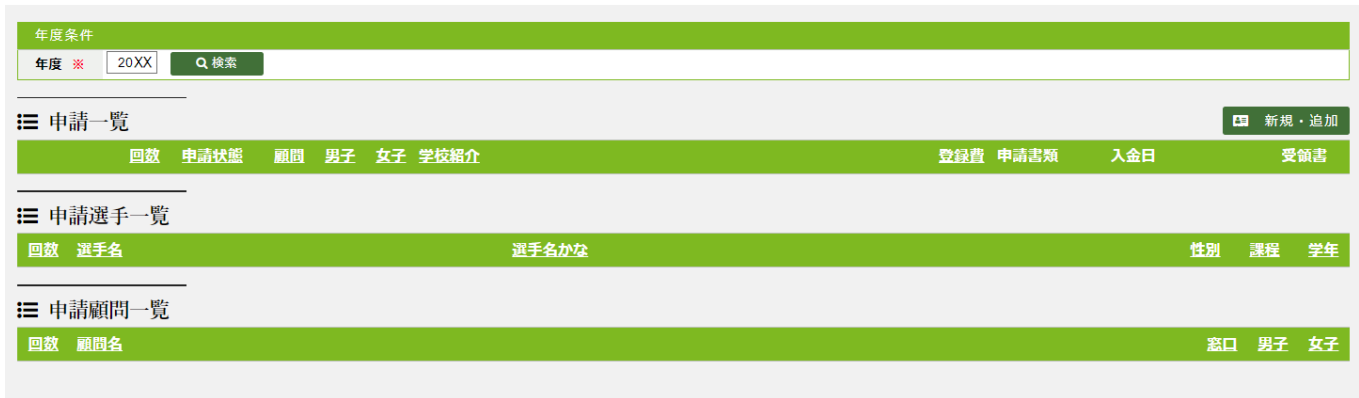 年度条件
年度 ※ 20XX 検索
申請一覧 新規・追加
回数 申請状態 顧問 男子 女子 学校紹介 登録費 申請書類 入金日 受領書
申請選手一覧
回数 選手名 選手名かな 性別 課程 学年
申請顧問一覧
回数 顧問名 窓口 男子 女子